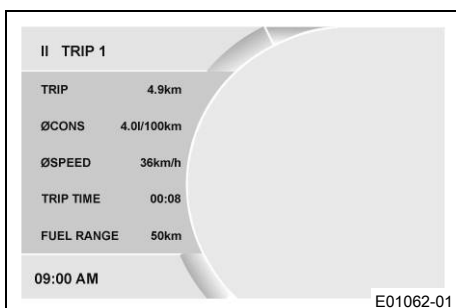 II TRIP 1
TRIP 4.9km
ØCONS 4.0l/100km
ØSPEED 36km/h
TRIP TIME 00:08
FUEL RANGE 50km
09:00 AM
E01062-01